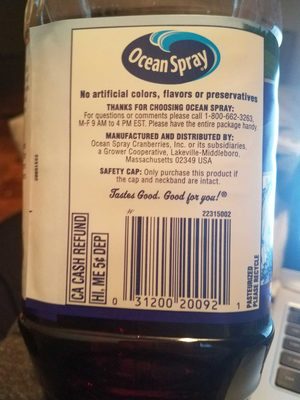 Ocean Spray
No artificial colors, flavors or preservatives
THANKS FOR CHOOSING OCEAN SPRAY:
For questions or comments please call 1-800-662-3263,
M-F 9 AM to 4 PM EST. Please have the entire package handy.
MANUFACTURED AND DISTRIBUTED BY:
Ocean Spray Cranberries, Inc. or its subsidiaries,
a Grower Cooperative, Lakeville-Middleboro,
Massachusetts 02349 USA
SAFETY CAP: Only purchase this product if
the cap and neckband are intact.
Tastes Good. Good for you!®
22315002
CA CASH REFUND
HI, ME 5¢ DEP
0 31200 20092 1
PASTEURIZED
PLEASE RECYCLE